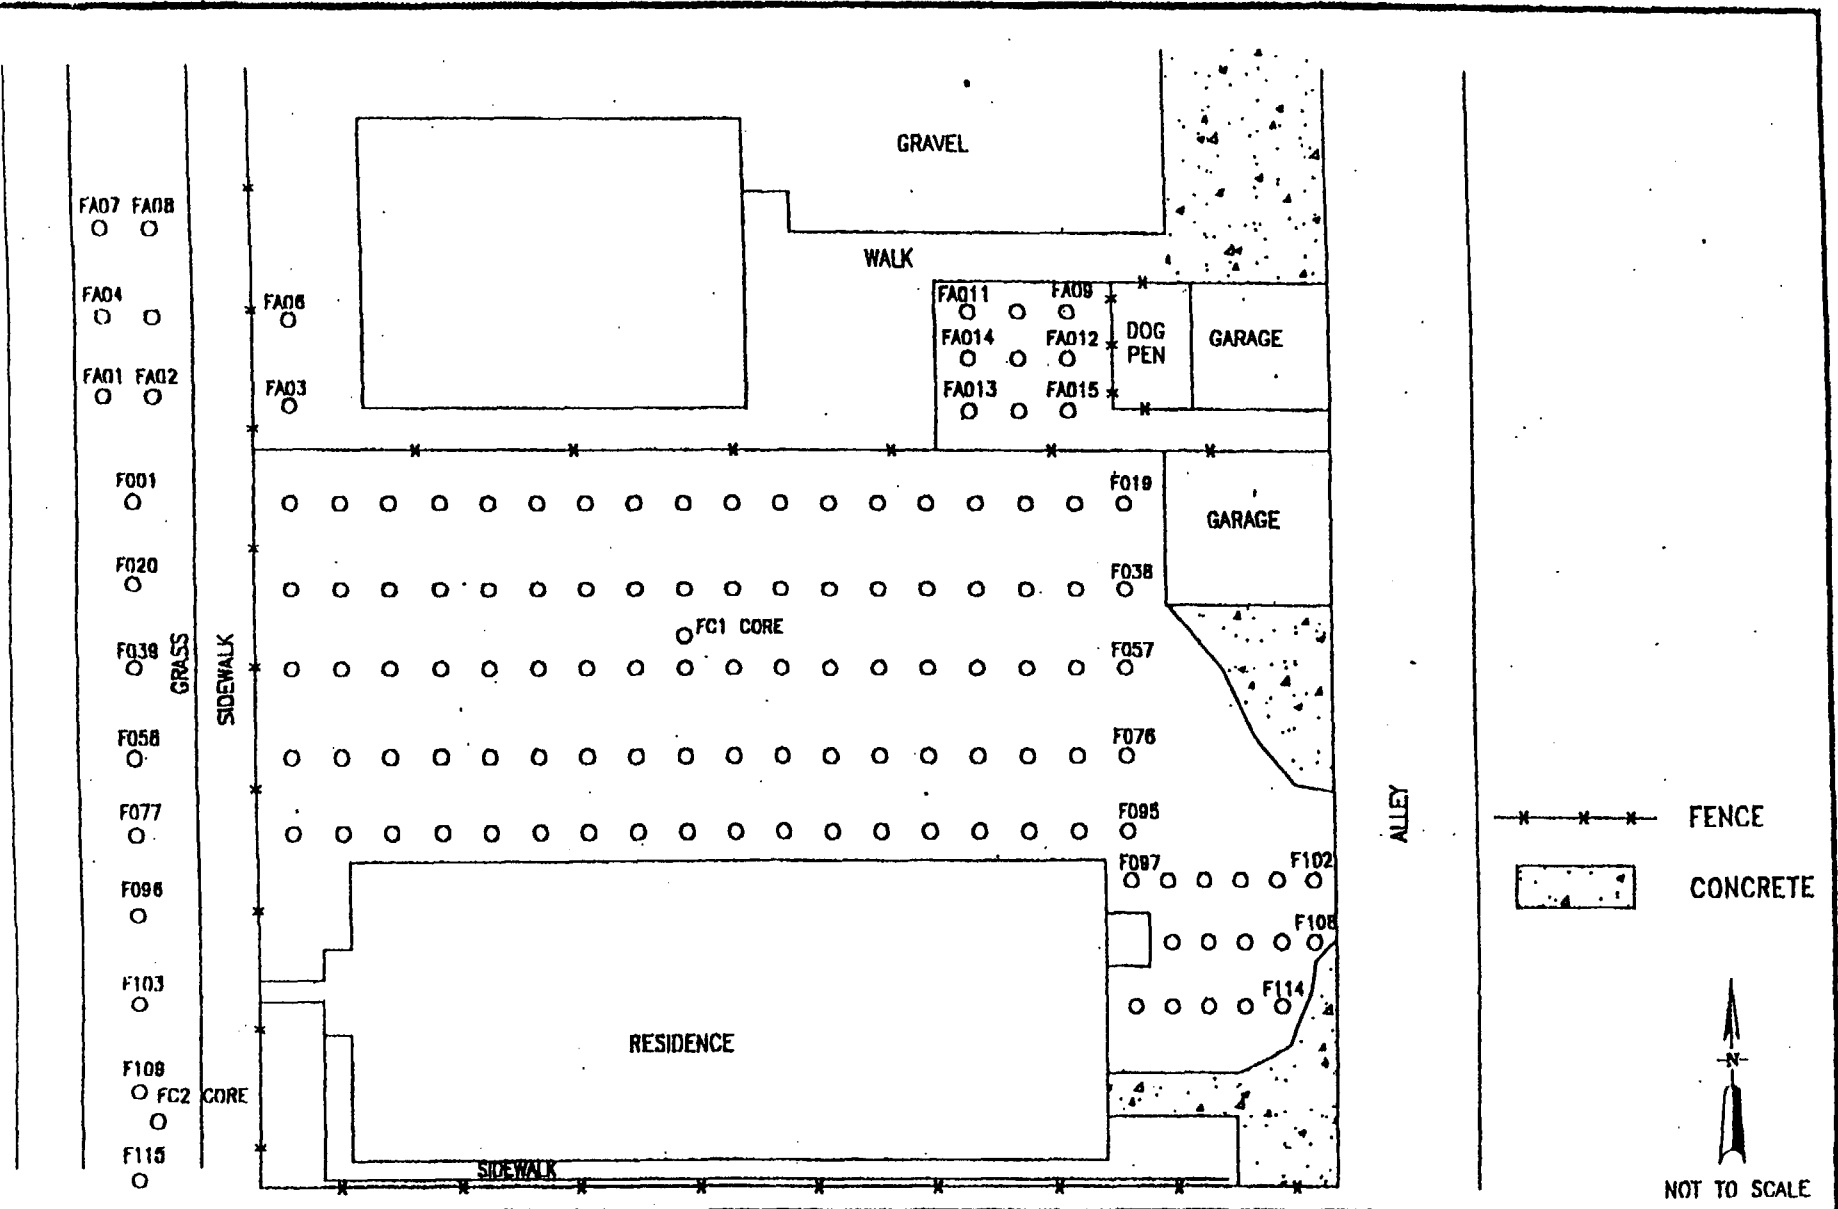 GRAVEL
FA07 FA08
WALK
FA04
FA06
FA011 FA09
DOG
PEN
GARAGE
FA014 FA012
FA01 FA02
FA03
FA013 FA015
F001
F019
GARAGE
F020
F038
FC1 CORE
F039
GRASS
SIDEWALK
F057
F058
F076
F077
F095
ALLEY
FENCE
F096
F097 F102
CONCRETE
F108
F103
F114
RESIDENCE
N
F109
FC2 CORE
F115
SIDEWALK
NOT TO SCALE